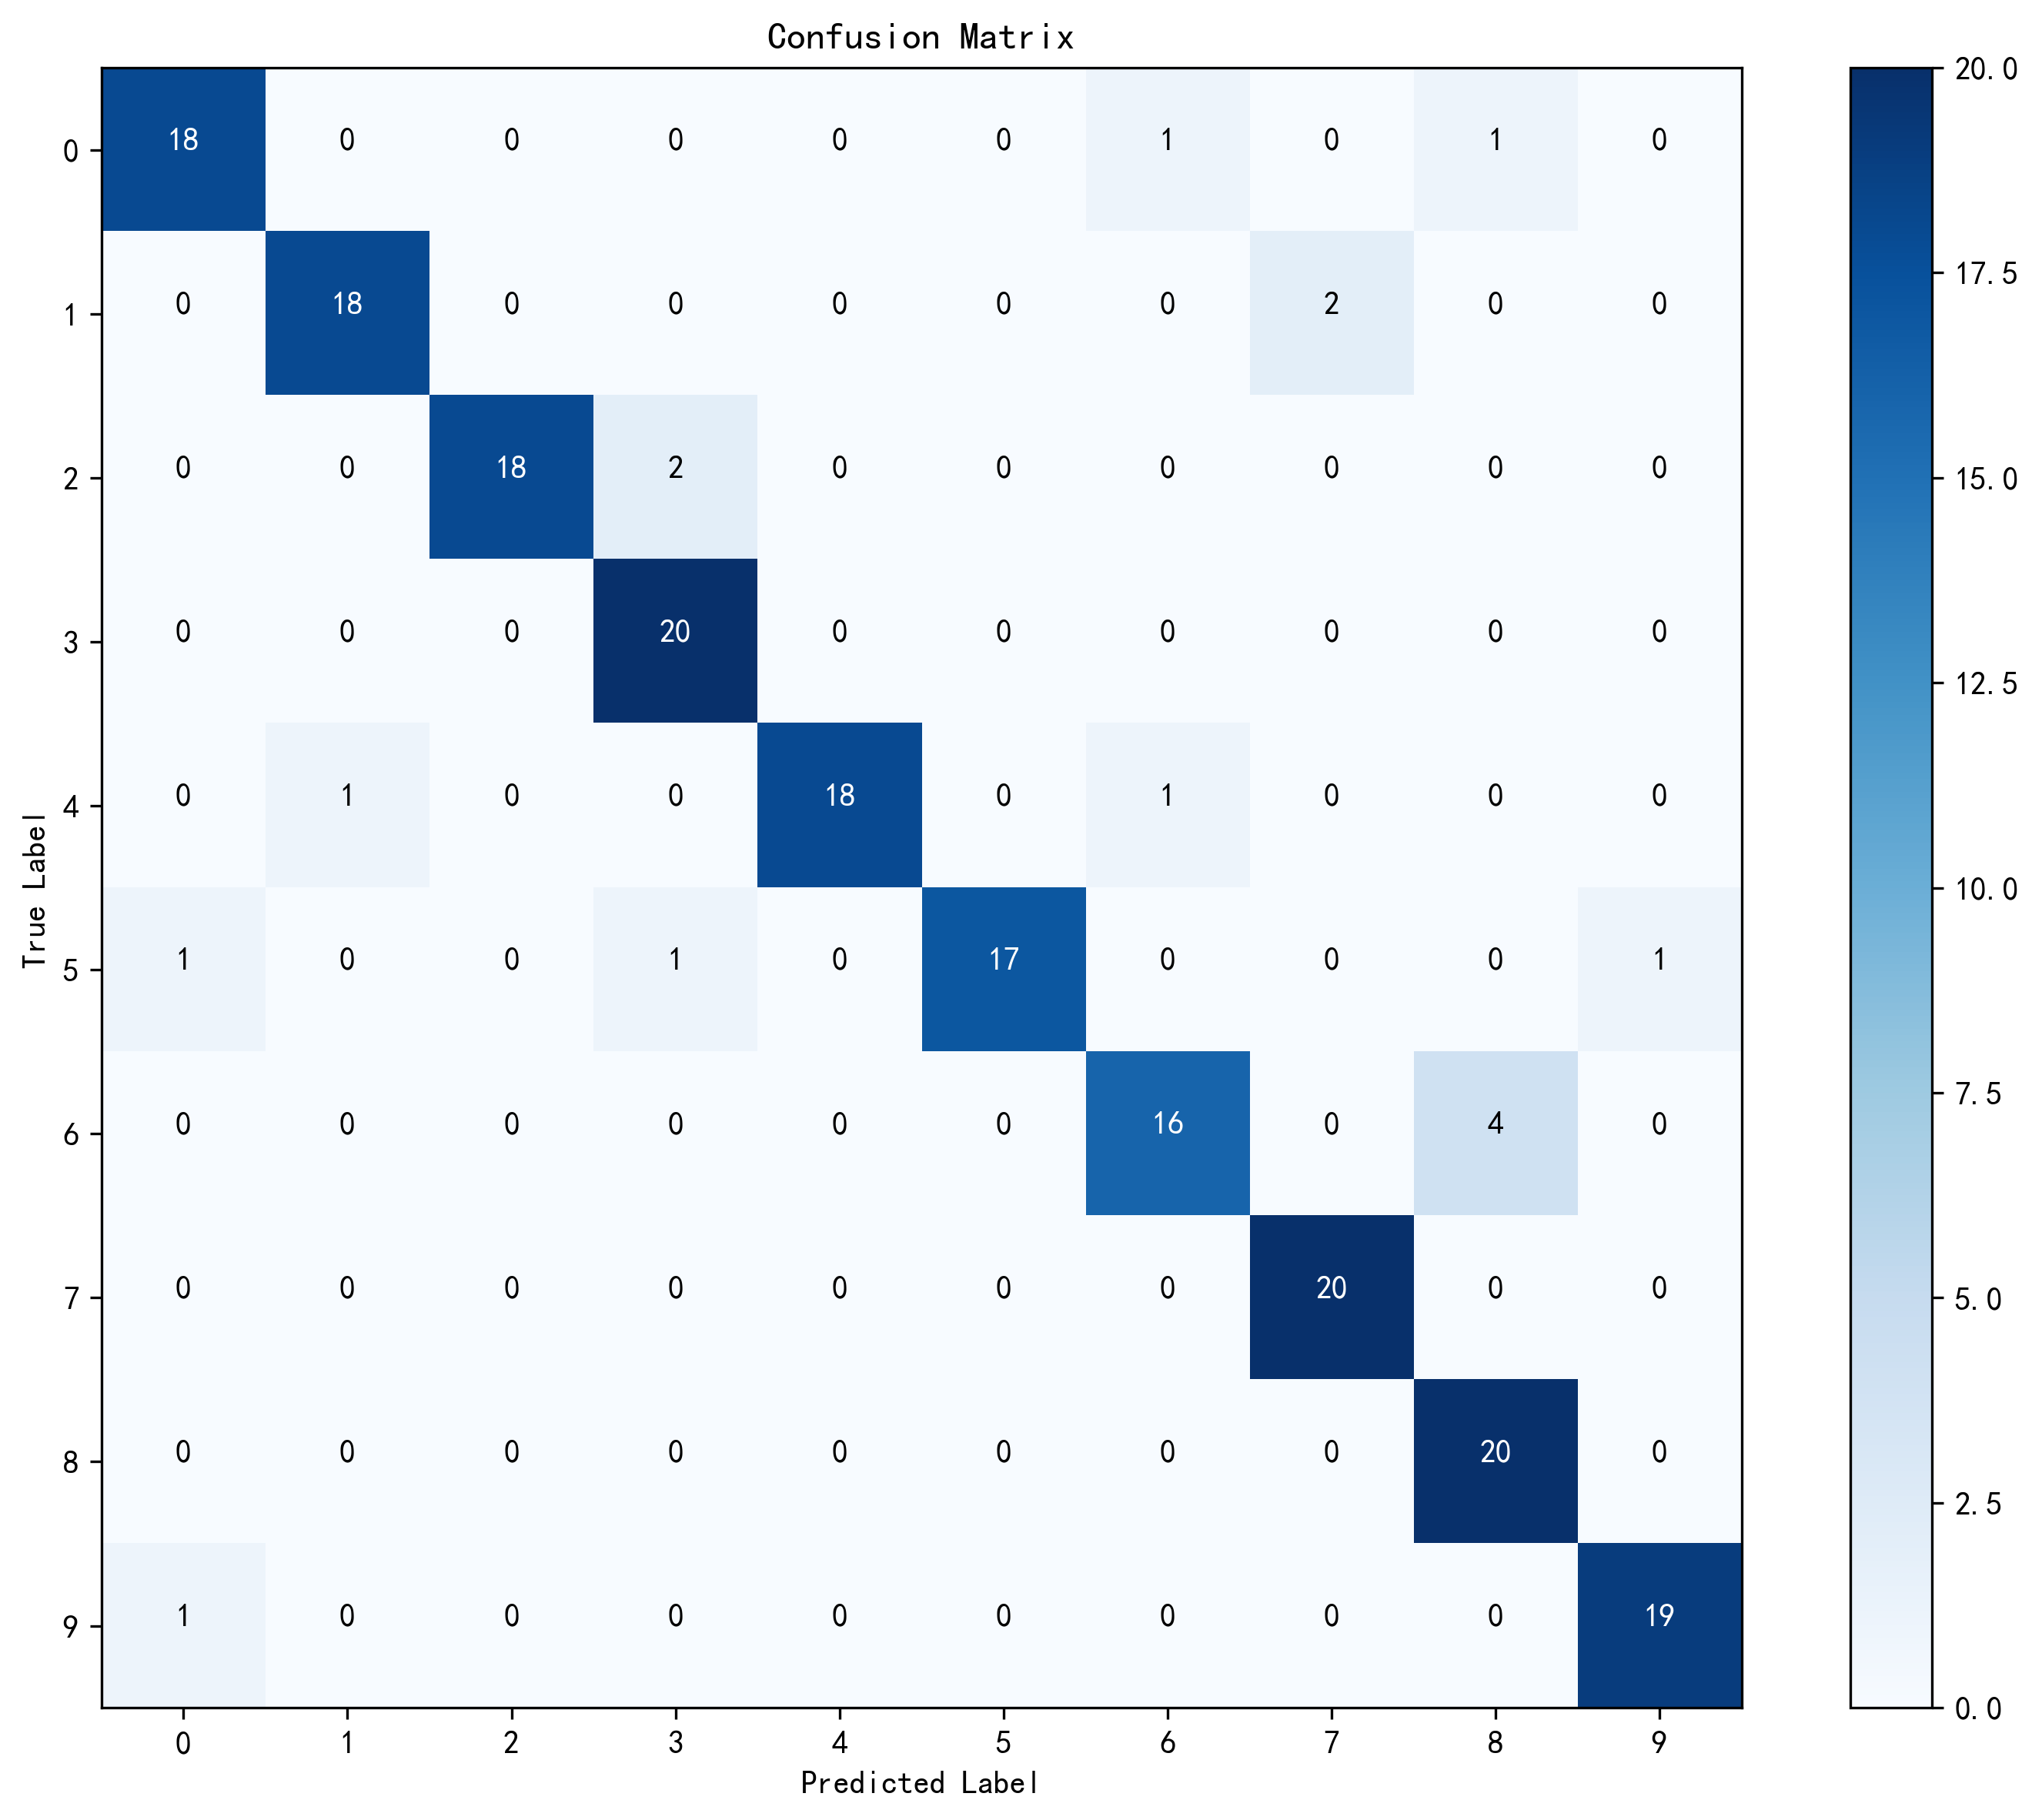 Confusion Matrix
0 18 0 0 0 0 0 1 0 1 0
1 0 18 0 0 0 0 0 2 0 0
2 0 0 18 2 0 0 0 0 0 0
3 0 0 0 20 0 0 0 0 0 0
4 0 1 0 0 18 0 1 0 0 0
5 1 0 0 1 0 17 0 0 0 1
6 0 0 0 0 0 0 16 0 4 0
7 0 0 0 0 0 0 0 20 0 0
8 0 0 0 0 0 0 0 0 20 0
9 1 0 0 0 0 0 0 0 0 19
0 1 2 3 4 5 6 7 8 9
Predicted Label
True Label
20.0
17.5
15.0
12.5
10.0
7.5
5.0
2.5
0.0